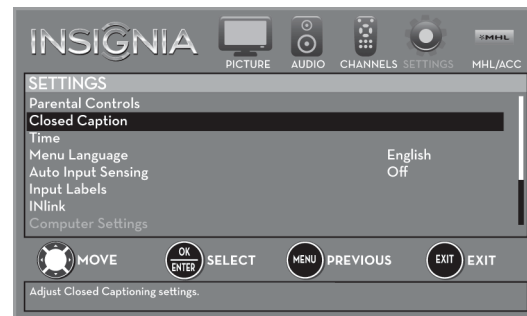 INSIGNIA
PICTURE AUDIO CHANNELS SETTINGS MHL MHL/ACC
SETTINGS
Parental Controls
Closed Caption
Time
Menu Language English
Auto Input Sensing Off
Input Labels
INlink
Computer Settings
MOVE OK ENTER SELECT MENU PREVIOUS EXIT EXIT
Adjust Closed Captioning settings.